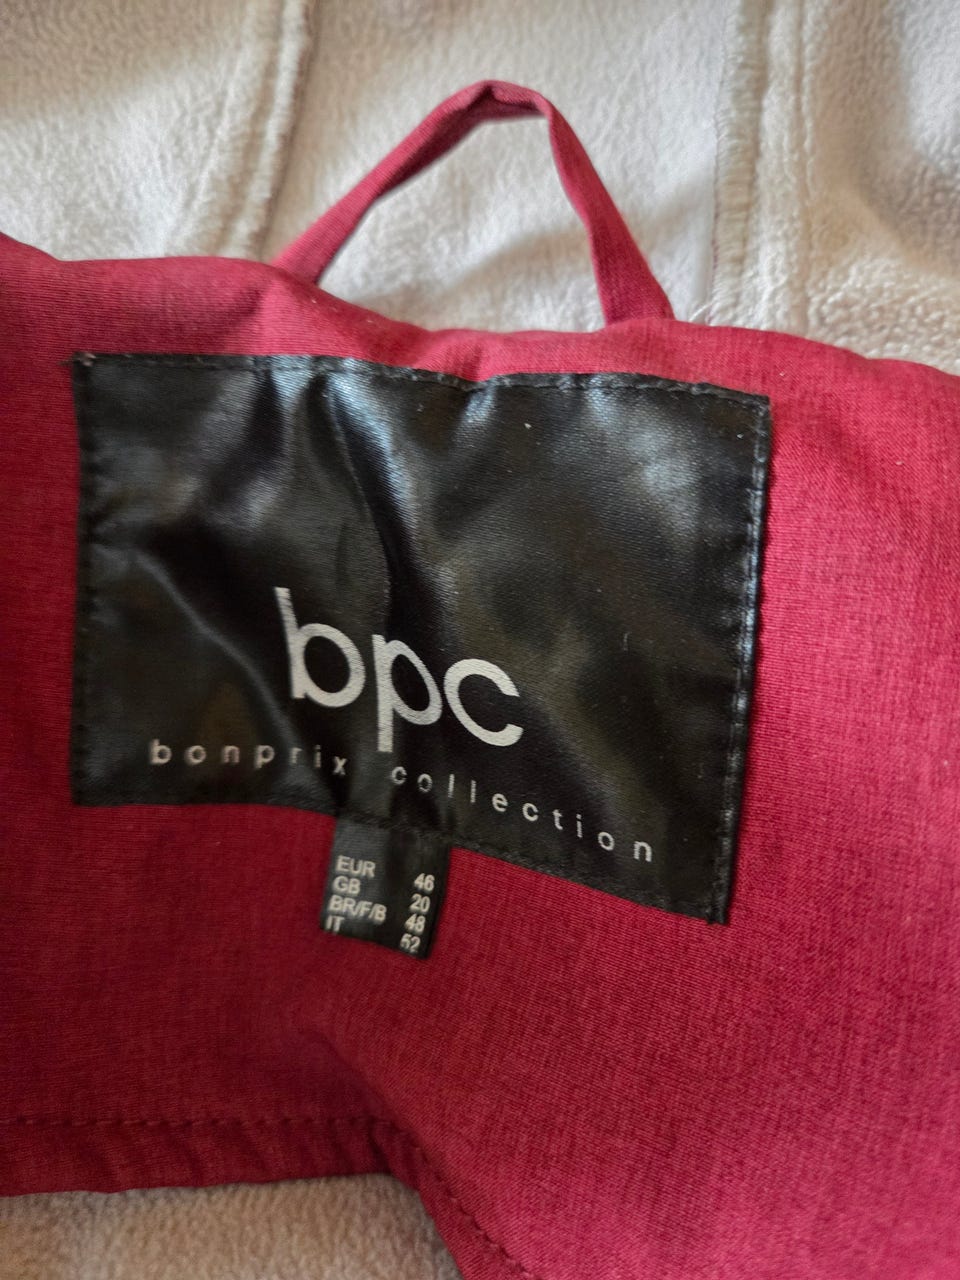 bpc
bonprix collection
EUR 46
GB 20
BR/F/B 48
IT 52